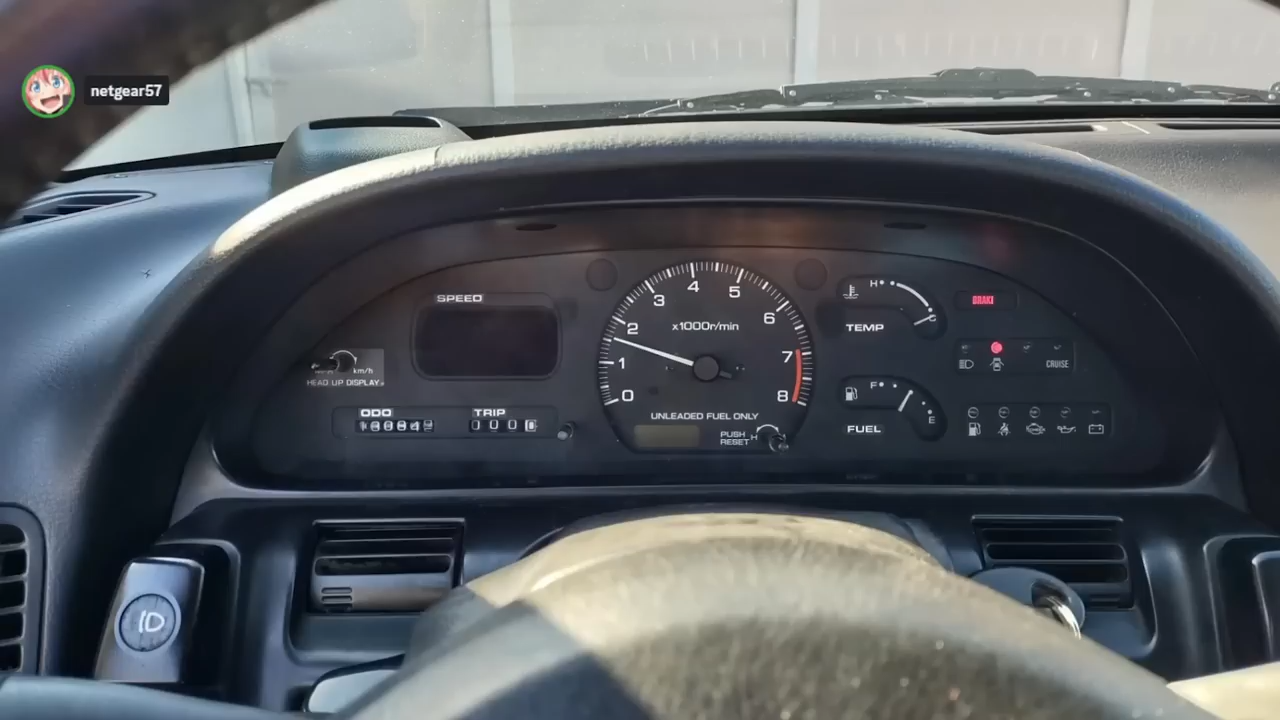 netgear57
SPEED
km/h
HEAD UP DISPLAY
ODO
TRIP
0 0 0
0 1 2 3 4 5 6 7 8
x1000r/min
UNLEADED FUEL ONLY
PUSH
RESET
H
C
TEMP
F
E
FUEL
BRAKE
CRUISE